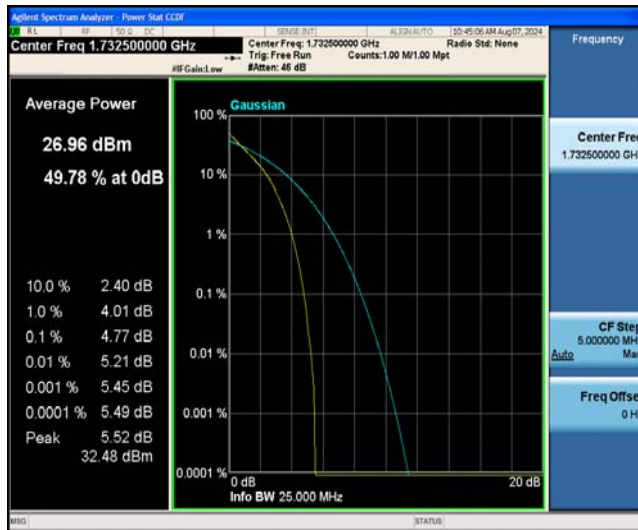 Agilent Spectrum Analyzer - Power Stat CCDF
RL RF 50 Ω DC SENSE:INT ALIGN AUTO 10:45:06 AM Aug 07, 2024
Center Freq 1.732500000 GHz
Center Freq: 1.732500000 GHz Radio Std: None
Trig: Free Run Counts:1.00 M/1.00 Mpt
#IFGain:Low #Atten: 46 dB
Frequency
Average Power
26.96 dBm
49.78 % at 0dB
10.0 % 2.40 dB
1.0 % 4.01 dB
0.1 % 4.77 dB
0.01 % 5.21 dB
0.001 % 5.45 dB
0.0001 % 5.49 dB
Peak 5.52 dB
32.48 dBm
Gaussian
100 %
10 %
1 %
0.1 %
0.01 %
0.001 %
0.0001 %
0 dB 20 dB
Info BW 25.000 MHz
Center Fre
1.732500000 GH
CF Step
5.000000 MH
Auto Ma
Freq Offse
0 H
MSG STATUS